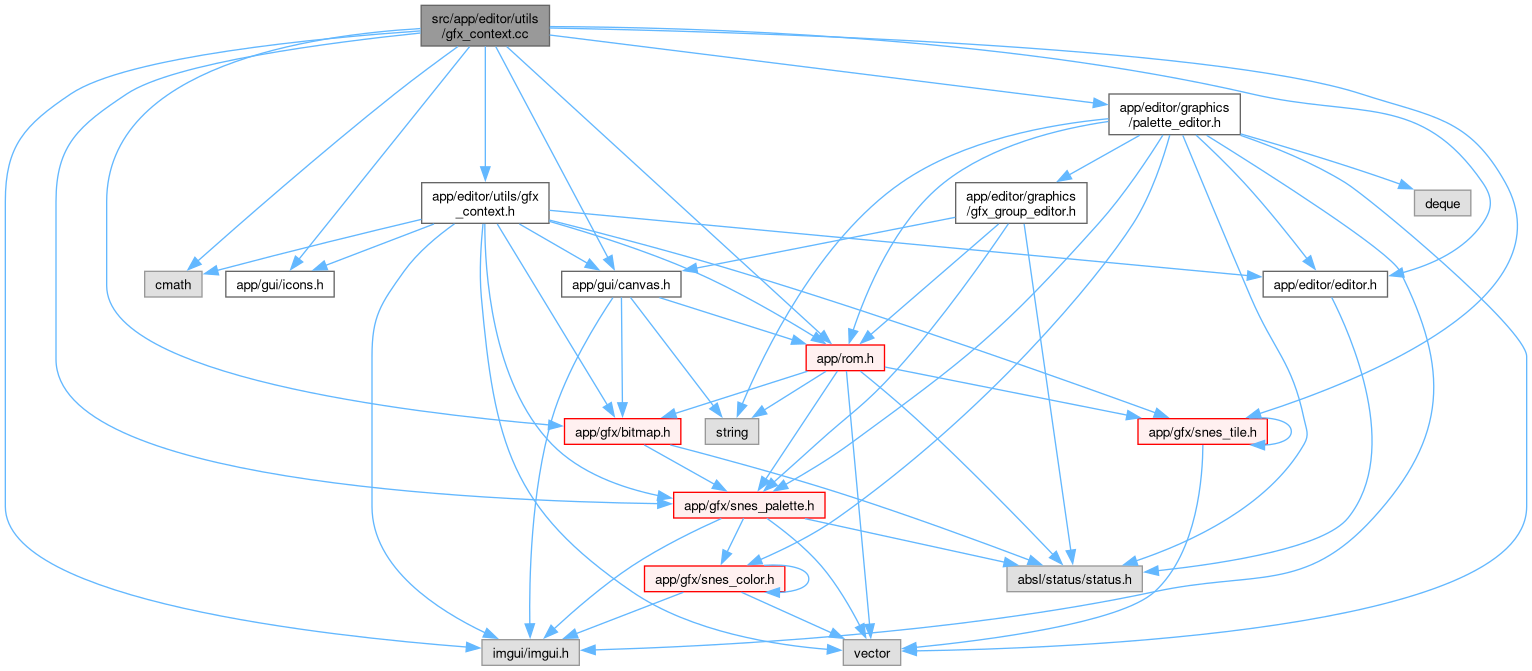 src/app/editor/utils
/gfx_context.cc
app/editor/graphics
/palette_editor.h
app/editor/utils/gfx
_context.h
app/editor/graphics
/gfx_group_editor.h
deque
cmath
app/gui/icons.h
app/gui/canvas.h
app/editor/editor.h
app/rom.h
app/gfx/bitmap.h
string
app/gfx/snes_tile.h
app/gfx/snes_palette.h
app/gfx/snes_color.h
absl/status/status.h
imgui/imgui.h
vector